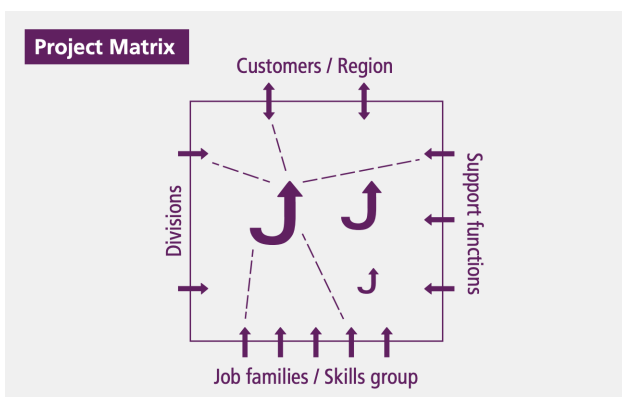 Project Matrix
Customers / Region
Divisions
Support functions
Job families / Skills group